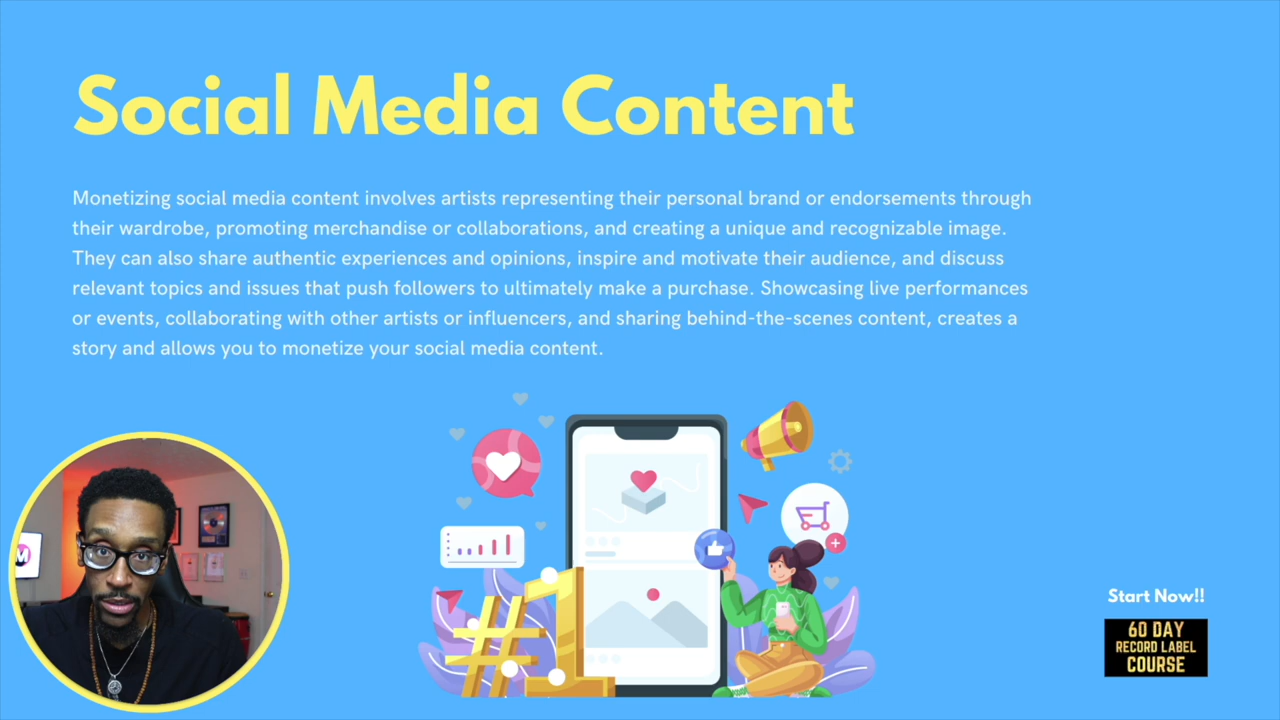 Social Media Content
Monetizing social media content involves artists representing their personal brand or endorsements through
their wardrobe, promoting merchandise or collaborations, and creating a unique and recognizable image.
They can also share authentic experiences and opinions, inspire and motivate their audience, and discuss
relevant topics and issues that push followers to ultimately make a purchase. Showcasing live performances
or events, collaborating with other artists or influencers, and sharing behind-the-scenes content, creates a
story and allows you to monetize your social media content.
#1
M
Start Now!!
60 DAY
RECORD LABEL
COURSE